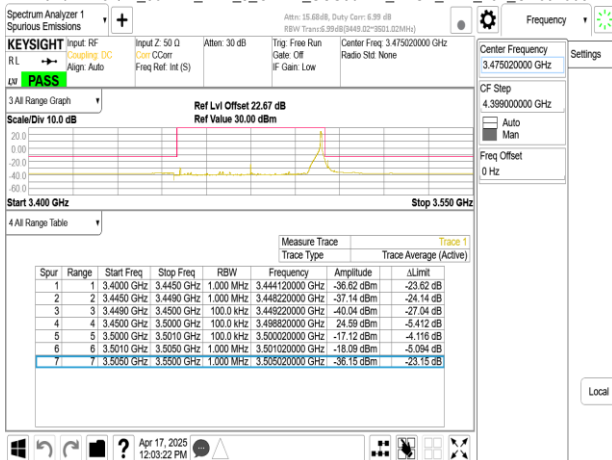 Spectrum Analyzer 1
Spurious Emissions
Attn: 15.68dB, Duty Corr: 6.99 dB
RBW Trans:6.99dB(3449.02~3501.02MHz)
Frequency
KEYSIGHT
Input: RF
Input Z: 50 Ω
Atten: 30 dB
Trig: Free Run
Center Freq: 3.475020000 GHz
RL
Coupling: DC
Corr CCorr
Gate: Off
Radio Std: None
Align: Auto
Freq Ref: Int (S)
IF Gain: Low
LXI
PASS
Center Frequency
3.475020000 GHz
Settings
CF Step
4.399000000 GHz
Auto
Man
Freq Offset
0 Hz
3 All Range Graph
Ref Lvl Offset 22.67 dB
Scale/Div 10.0 dB
Ref Value 30.00 dBm
20.0
0.00
-20.0
-40.0
-60.0
Start 3.400 GHz
Stop 3.550 GHz
4 All Range Table
Measure Trace
Trace 1
Trace Type
Trace Average (Active)
Spur Range Start Freq Stop Freq RBW Frequency Amplitude ΔLimit
1 1 3.4000 GHz 3.4450 GHz 1.000 MHz 3.444120000 GHz -36.62 dBm -23.62 dB
2 2 3.4450 GHz 3.4490 GHz 1.000 MHz 3.448220000 GHz -37.14 dBm -24.14 dB
3 3 3.4490 GHz 3.4500 GHz 100.0 kHz 3.449220000 GHz -40.04 dBm -27.04 dB
4 4 3.4500 GHz 3.5000 GHz 100.0 kHz 3.498820000 GHz 24.59 dBm -5.412 dB
5 5 3.5000 GHz 3.5010 GHz 100.0 kHz 3.500020000 GHz -17.12 dBm -4.116 dB
6 6 3.5010 GHz 3.5050 GHz 1.000 MHz 3.501020000 GHz -18.09 dBm -5.094 dB
7 7 3.5050 GHz 3.5500 GHz 1.000 MHz 3.505020000 GHz -36.15 dBm -23.15 dB
Local
Apr 17, 2025
12:03:22 PM